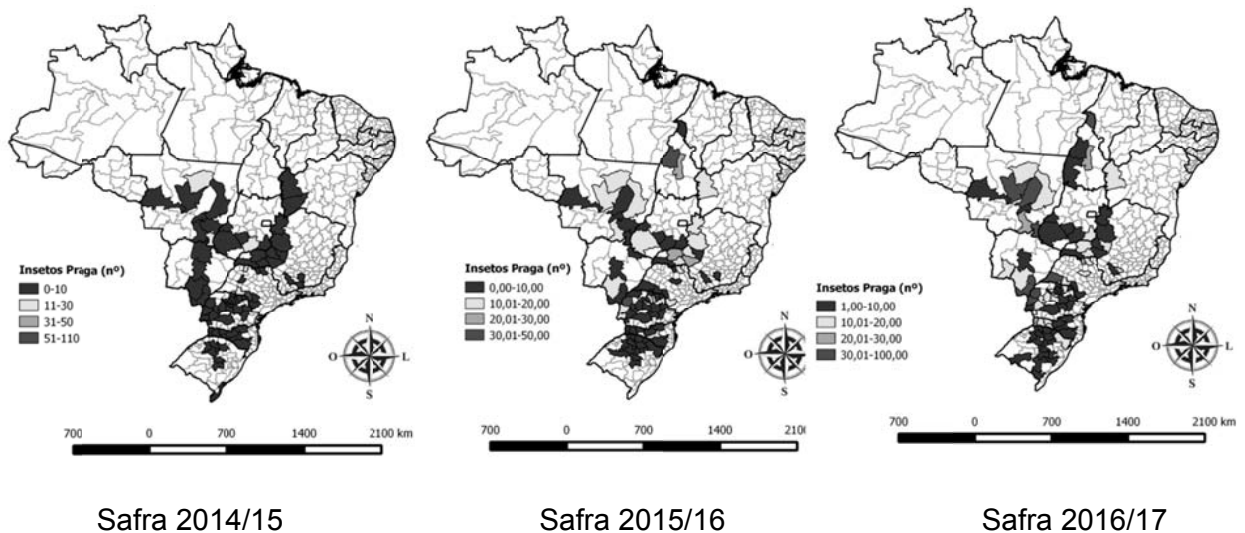 Insetos Praga (nº)
0-10
11-30
31-50
51-110
N
O
L
S
700
0
700
1400
2100 km
Safra 2014/15
Insetos Praga (nº)
0,00-10,00
10,01-20,00
20,01-30,00
30,01-50,00
N
O
S
700
0
700
1400
2100
Safra 2015/16
Insetos Praga (nº)
1,00-10,00
10,01-20,00
20,01-30,00
30,01-100,00
N
O
L
S
700
0
700
1400
2100 km
Safra 2016/17